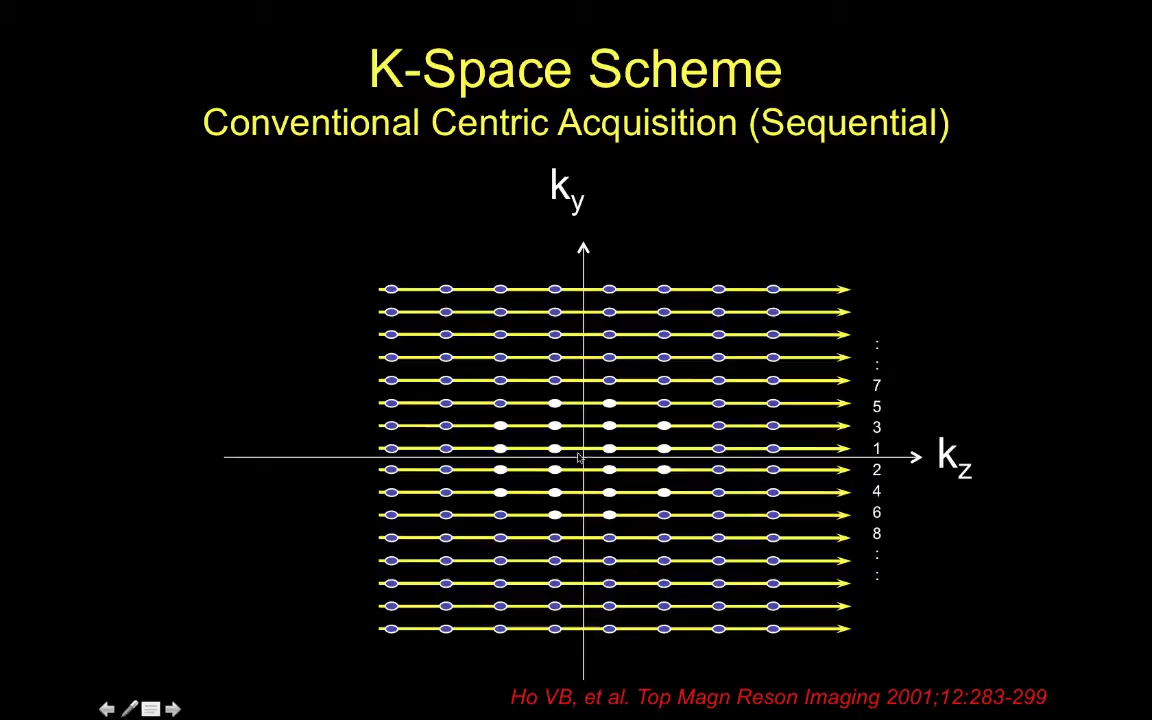 K-Space Scheme
Conventional Centric Acquisition (Sequential)
ky
:
:
7
5
3
1
kz
2
4
6
8
:
:
Ho VB, et al. Top Magn Reson Imaging 2001;12:283-299